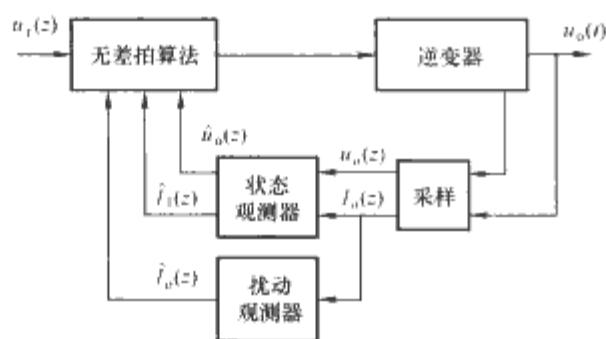 u_r(z)
无差拍算法
逆变器
u_o(t)
û_o(z)
u_o(z)
Î_1(z)
状态
观测器
I_o(z)
采样
Î_o(z)
扰动
观测器